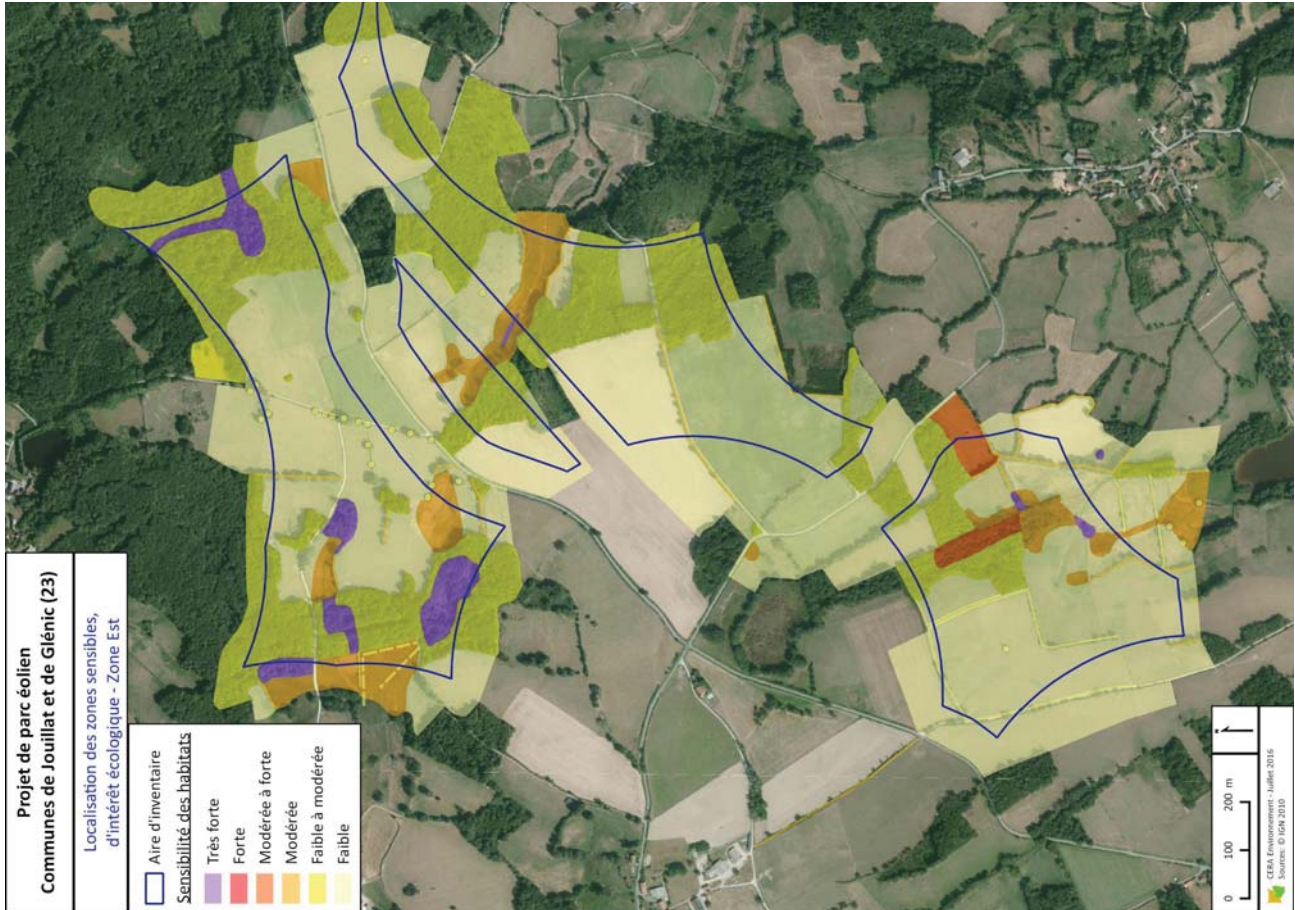 Projet de parc éolien
Communes de Jouillat et de Glénic (23)
Localisation des zones sensibles,
d'intérêt écologique - Zone Est
Aire d'inventaire
Sensibilité des habitats
Très forte
Forte
Modérée à forte
Modérée
Faible à modérée
Faible
0 100 200 m
N
CERA Environnement - Juillet 2016
Sources: © IGN 2010